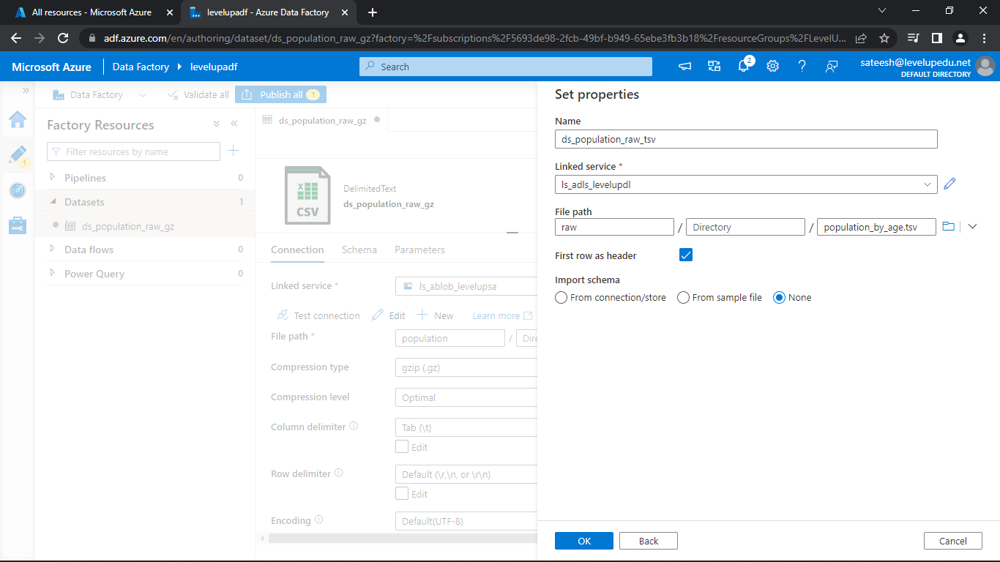 All resources - Microsoft Azure
levelupadf - Azure Data Factory
adf.azure.com/en/authoring/dataset/ds_population_raw_gz?factory=%2Fsubscriptions%2F5693de98-2fcb-49bf-b949-65ebe3fb3b18%2FresourceGroups%2FLevelU...
Microsoft Azure
Data Factory
levelupadf
Search
2
sateesh@levelupedu.net
DEFAULT DIRECTORY
Data Factory
Validate all
Publish all 1
Factory Resources
Filter resources by name
1
Pipelines 0
Datasets 1
ds_population_raw_gz
Data flows 0
Power Query 0
ds_population_raw_gz
X
CSV
DelimitedText
ds_population_raw_gz
Connection Schema Parameters
Linked service * ls_ablob_levelupsa
Test connection Edit New Learn more
File path * population / Dire
Compression type gzip (.gz)
Compression level Optimal
Column delimiter Tab (\t)
Edit
Row delimiter Default (\r,\n, or \r\n)
Edit
Encoding Default(UTF-8)
Set properties
Name
ds_population_raw_tsv
Linked service *
ls_adls_levelupdl
File path
raw / Directory / population_by_age.tsv
First row as header
Import schema
From connection/store From sample file None
OK Back Cancel